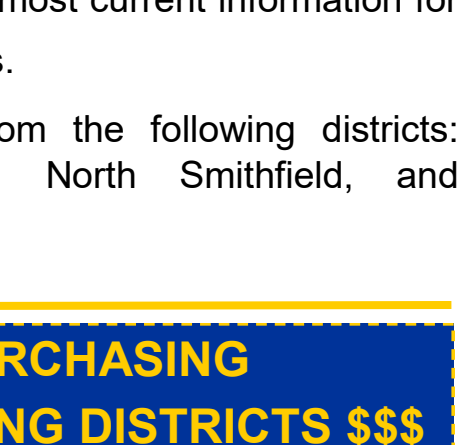 most current information for
s.
om the following districts:
North Smithfield, and
RCHASING
NG DISTRICTS $$$